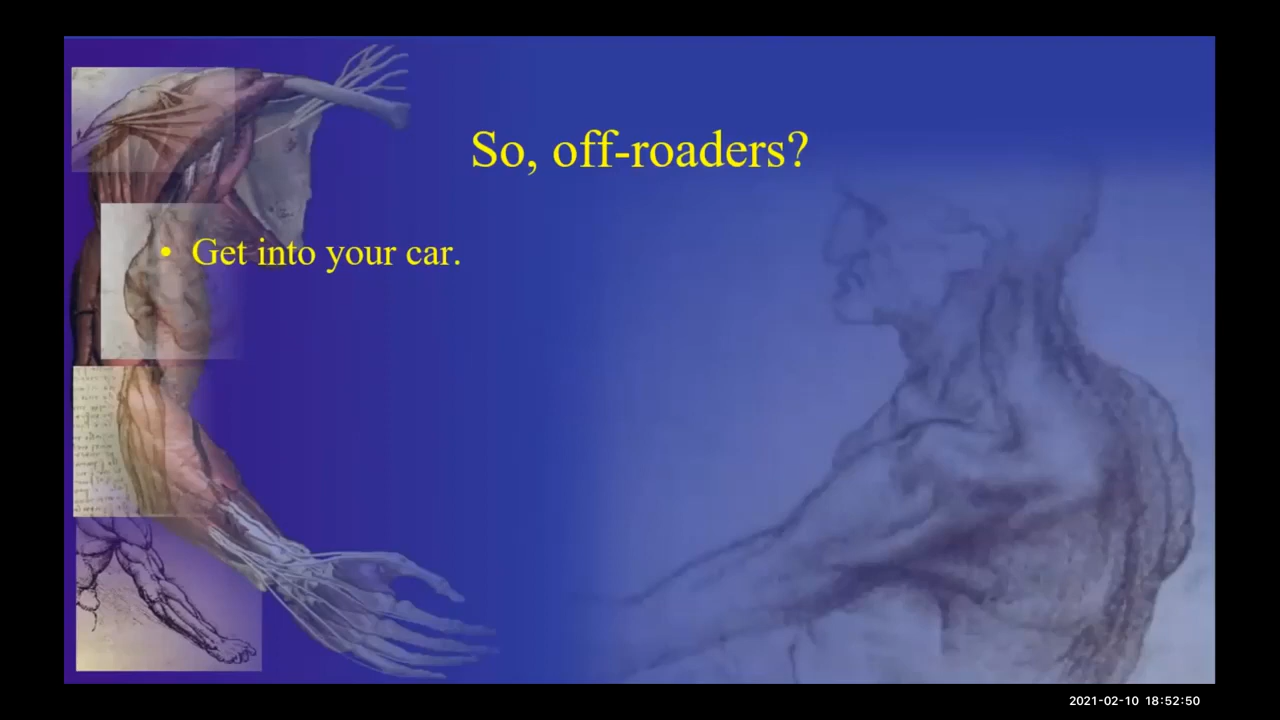 So, off-roaders?
• Get into your car.
2021-02-10 18:52:50